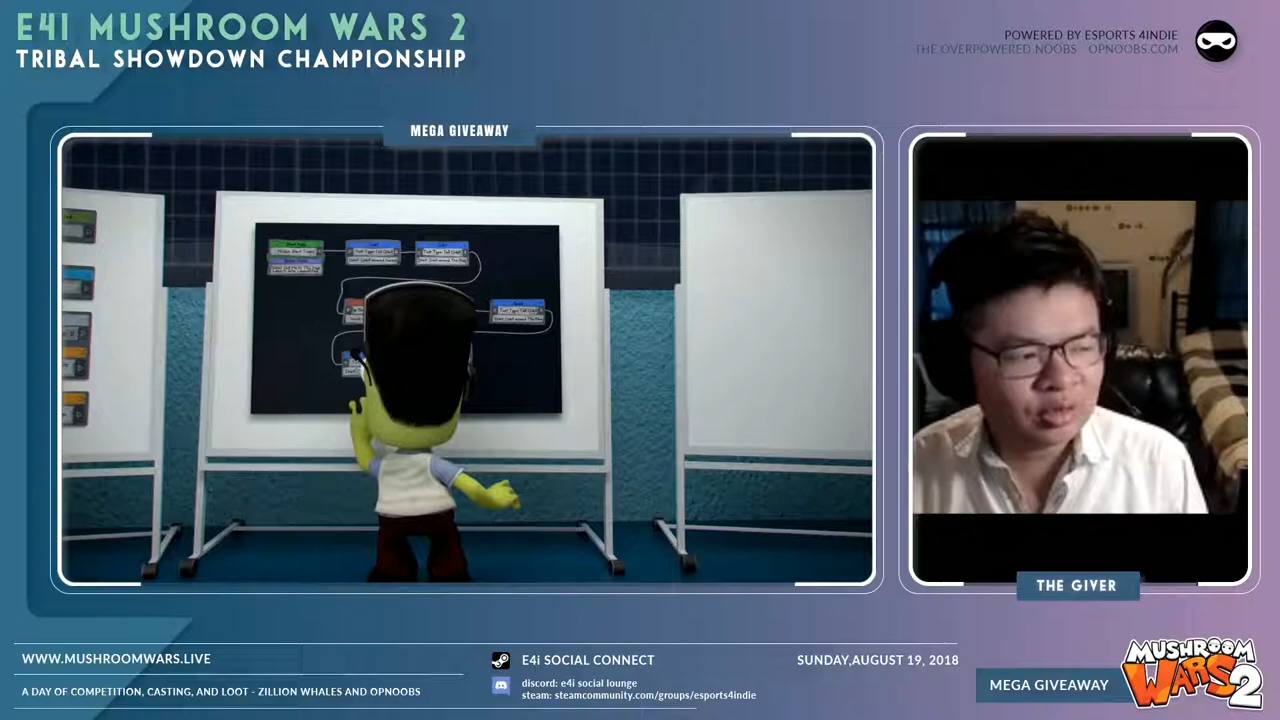 E4I MUSHROOM WARS 2
TRIBAL SHOWDOWN CHAMPIONSHIP
POWERED BY ESPORTS 4INDIE
THE OVERPOWERED NOOBS OPNOOBS.COM
MEGA GIVEAWAY
THE GIVER
WWW.MUSHROOMWARS.LIVE
A DAY OF COMPETITION, CASTING, AND LOOT - ZILLION WHALES AND OPNOOBS
E4i SOCIAL CONNECT
discord: e4i social lounge
steam: steamcommunity.com/groups/esports4indie
SUNDAY,AUGUST 19, 2018
MEGA GIVEAWAY
MUSHROOM
WARS 2